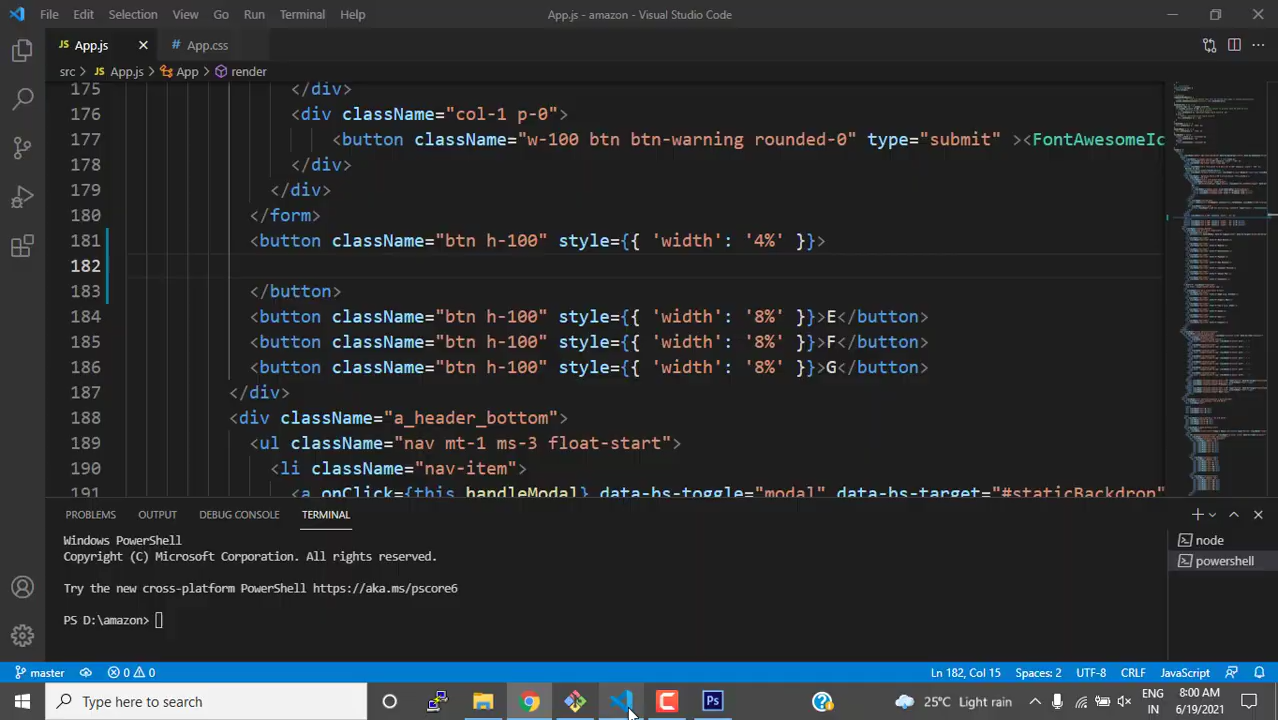 File Edit Selection View Go Run Terminal Help App.js - amazon - Visual Studio Code
JS App.js # App.css
src > JS App.js > App > render
175 </div>
176 <div className="col-1 p-0">
177 <button className="w-100 btn btn-warning rounded-0" type="submit" ><FontAwesomeIc
178 </div>
179 </div>
180 </form>
181 <button className="btn h-100" style={{ 'width': '4%' }}>
182
183 </button>
184 <button className="btn h-100" style={{ 'width': '8%' }}>E</button>
185 <button className="btn h-100" style={{ 'width': '8%' }}>F</button>
186 <button className="btn h-100" style={{ 'width': '8%' }}>G</button>
187 </div>
188 <div className="a_header_bottom">
189 <ul className="nav mt-1 ms-3 float-start">
190 <li className="nav-item">
191 <a onClick={this.handleModal} data-bs-toggle="modal" data-bs-target="#staticBackdrop"
PROBLEMS OUTPUT DEBUG CONSOLE TERMINAL
Windows PowerShell
Copyright (C) Microsoft Corporation. All rights reserved.
Try the new cross-platform PowerShell https://aka.ms/pscore6
PS D:\amazon>
node
powershell
master 0 0 Ln 182, Col 15 Spaces: 2 UTF-8 CRLF JavaScript
Type here to search Ps 25°C Light rain ENG IN 8:00 AM 6/19/2021